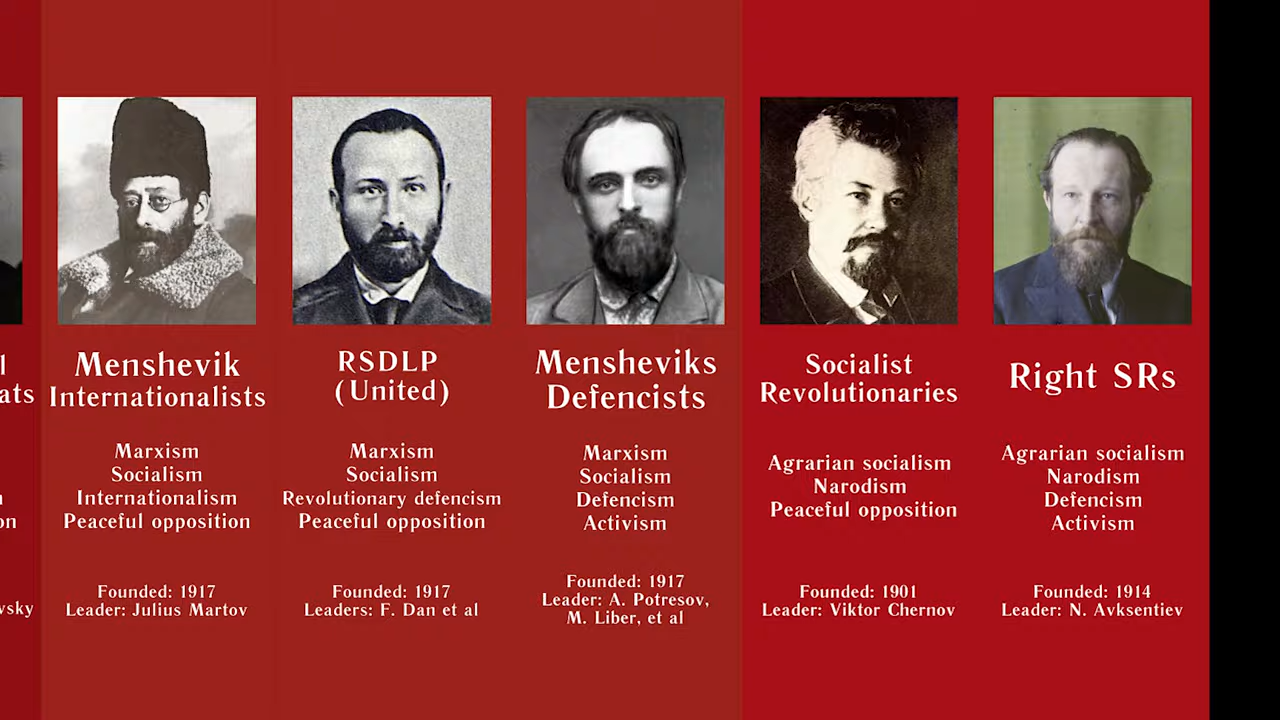 l
ats
n
on
vsky
Menshevik
Internationalists
Marxism
Socialism
Internationalism
Peaceful opposition
Founded: 1917
Leader: Julius Martov
RSDLP
(United)
Marxism
Socialism
Revolutionary defencism
Peaceful opposition
Founded: 1917
Leaders: F. Dan et al
Mensheviks
Defencists
Marxism
Socialism
Defencism
Activism
Founded: 1917
Leader: A. Potresov,
M. Liber, et al
Socialist
Revolutionaries
Agrarian socialism
Narodism
Peaceful opposition
Founded: 1901
Leader: Viktor Chernov
Right SRs
Agrarian socialism
Narodism
Defencism
Activism
Founded: 1914
Leader: N. Avksentiev